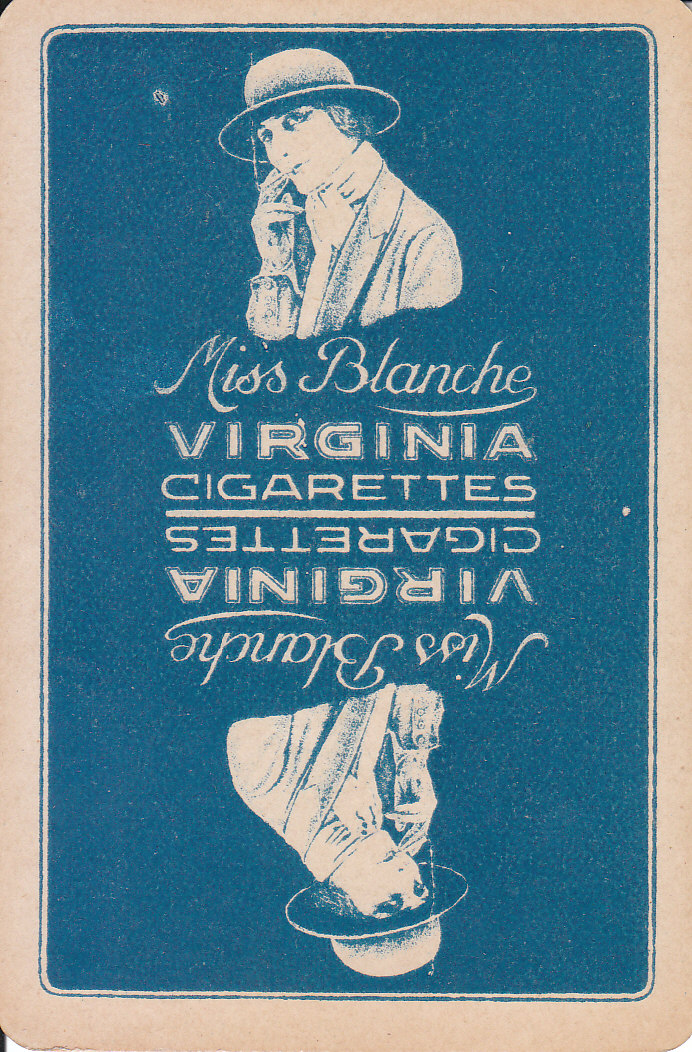 Miss Blanche
VIRGINIA
CIGARETTES
CIGARETTES
VIRGINIA
Miss Blanche